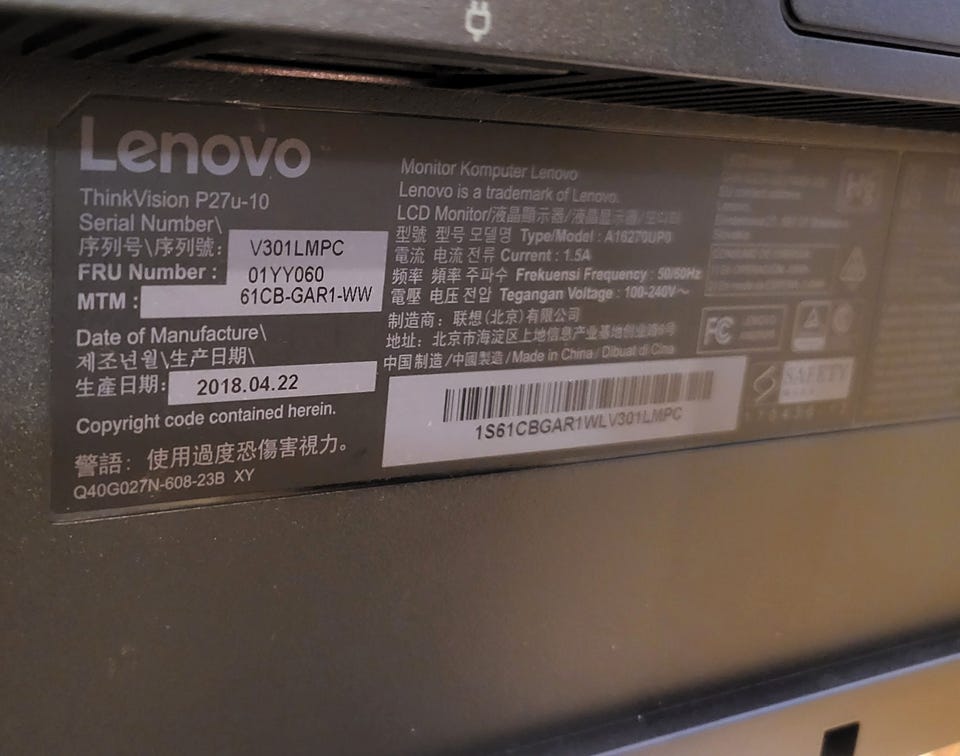 Lenovo
ThinkVision P27u-10
Serial Number\
序列号\序列號: V301LMPC
FRU Number : 01YY060
MTM : 61CB-GAR1-WW
Date of Manufacture\
제조년월\生产日期\
生產日期: 2018.04.22
Copyright code contained herein.
警語: 使用過度恐傷害視力。
Q40G027N-608-23B XY
Monitor Komputer Lenovo
Lenovo is a trademark of Lenovo.
LCD Monitor/液晶顯示器/液晶显示器/
型號 型号 모델명 Type/Model : A16270UP0
電流 电流 전류 Current : 1.5A
频率 頻率 주파수 Frekuensi Frequency : 50/60Hz
電壓 电压 전압 Tegangan Voltage : 100-240V~
制造商: 联想(北京)有限公司
地址: 北京市海淀区上地信息产业基地创业路6号
中国制造/中國製造/Made in China / Dibuat di Cina
1S61CBGAR1WLV301LMPC
FC
SAFETY